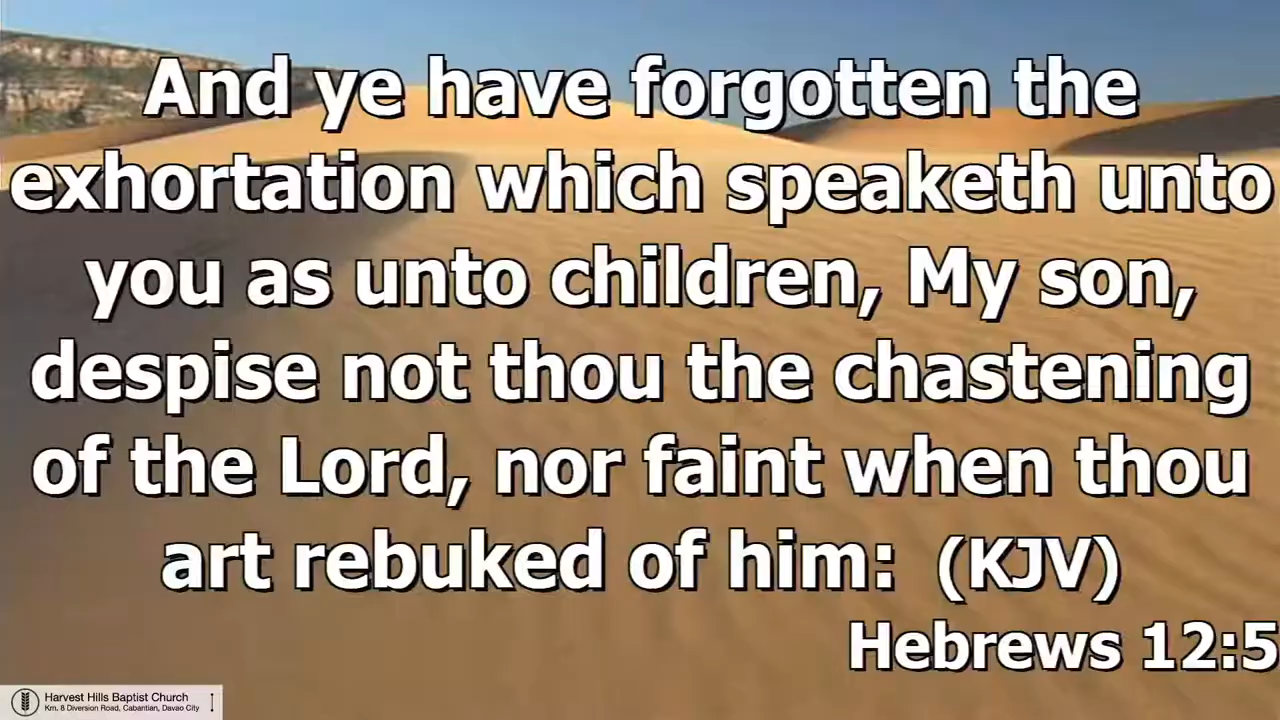 And ye have forgotten the
exhortation which speaketh unto
you as unto children, My son,
despise not thou the chastening
of the Lord, nor faint when thou
art rebuked of him: (KJV)
Hebrews 12:5
Harvest Hills Baptist Church
Km. 8 Diversion Road, Cabantian, Davao City